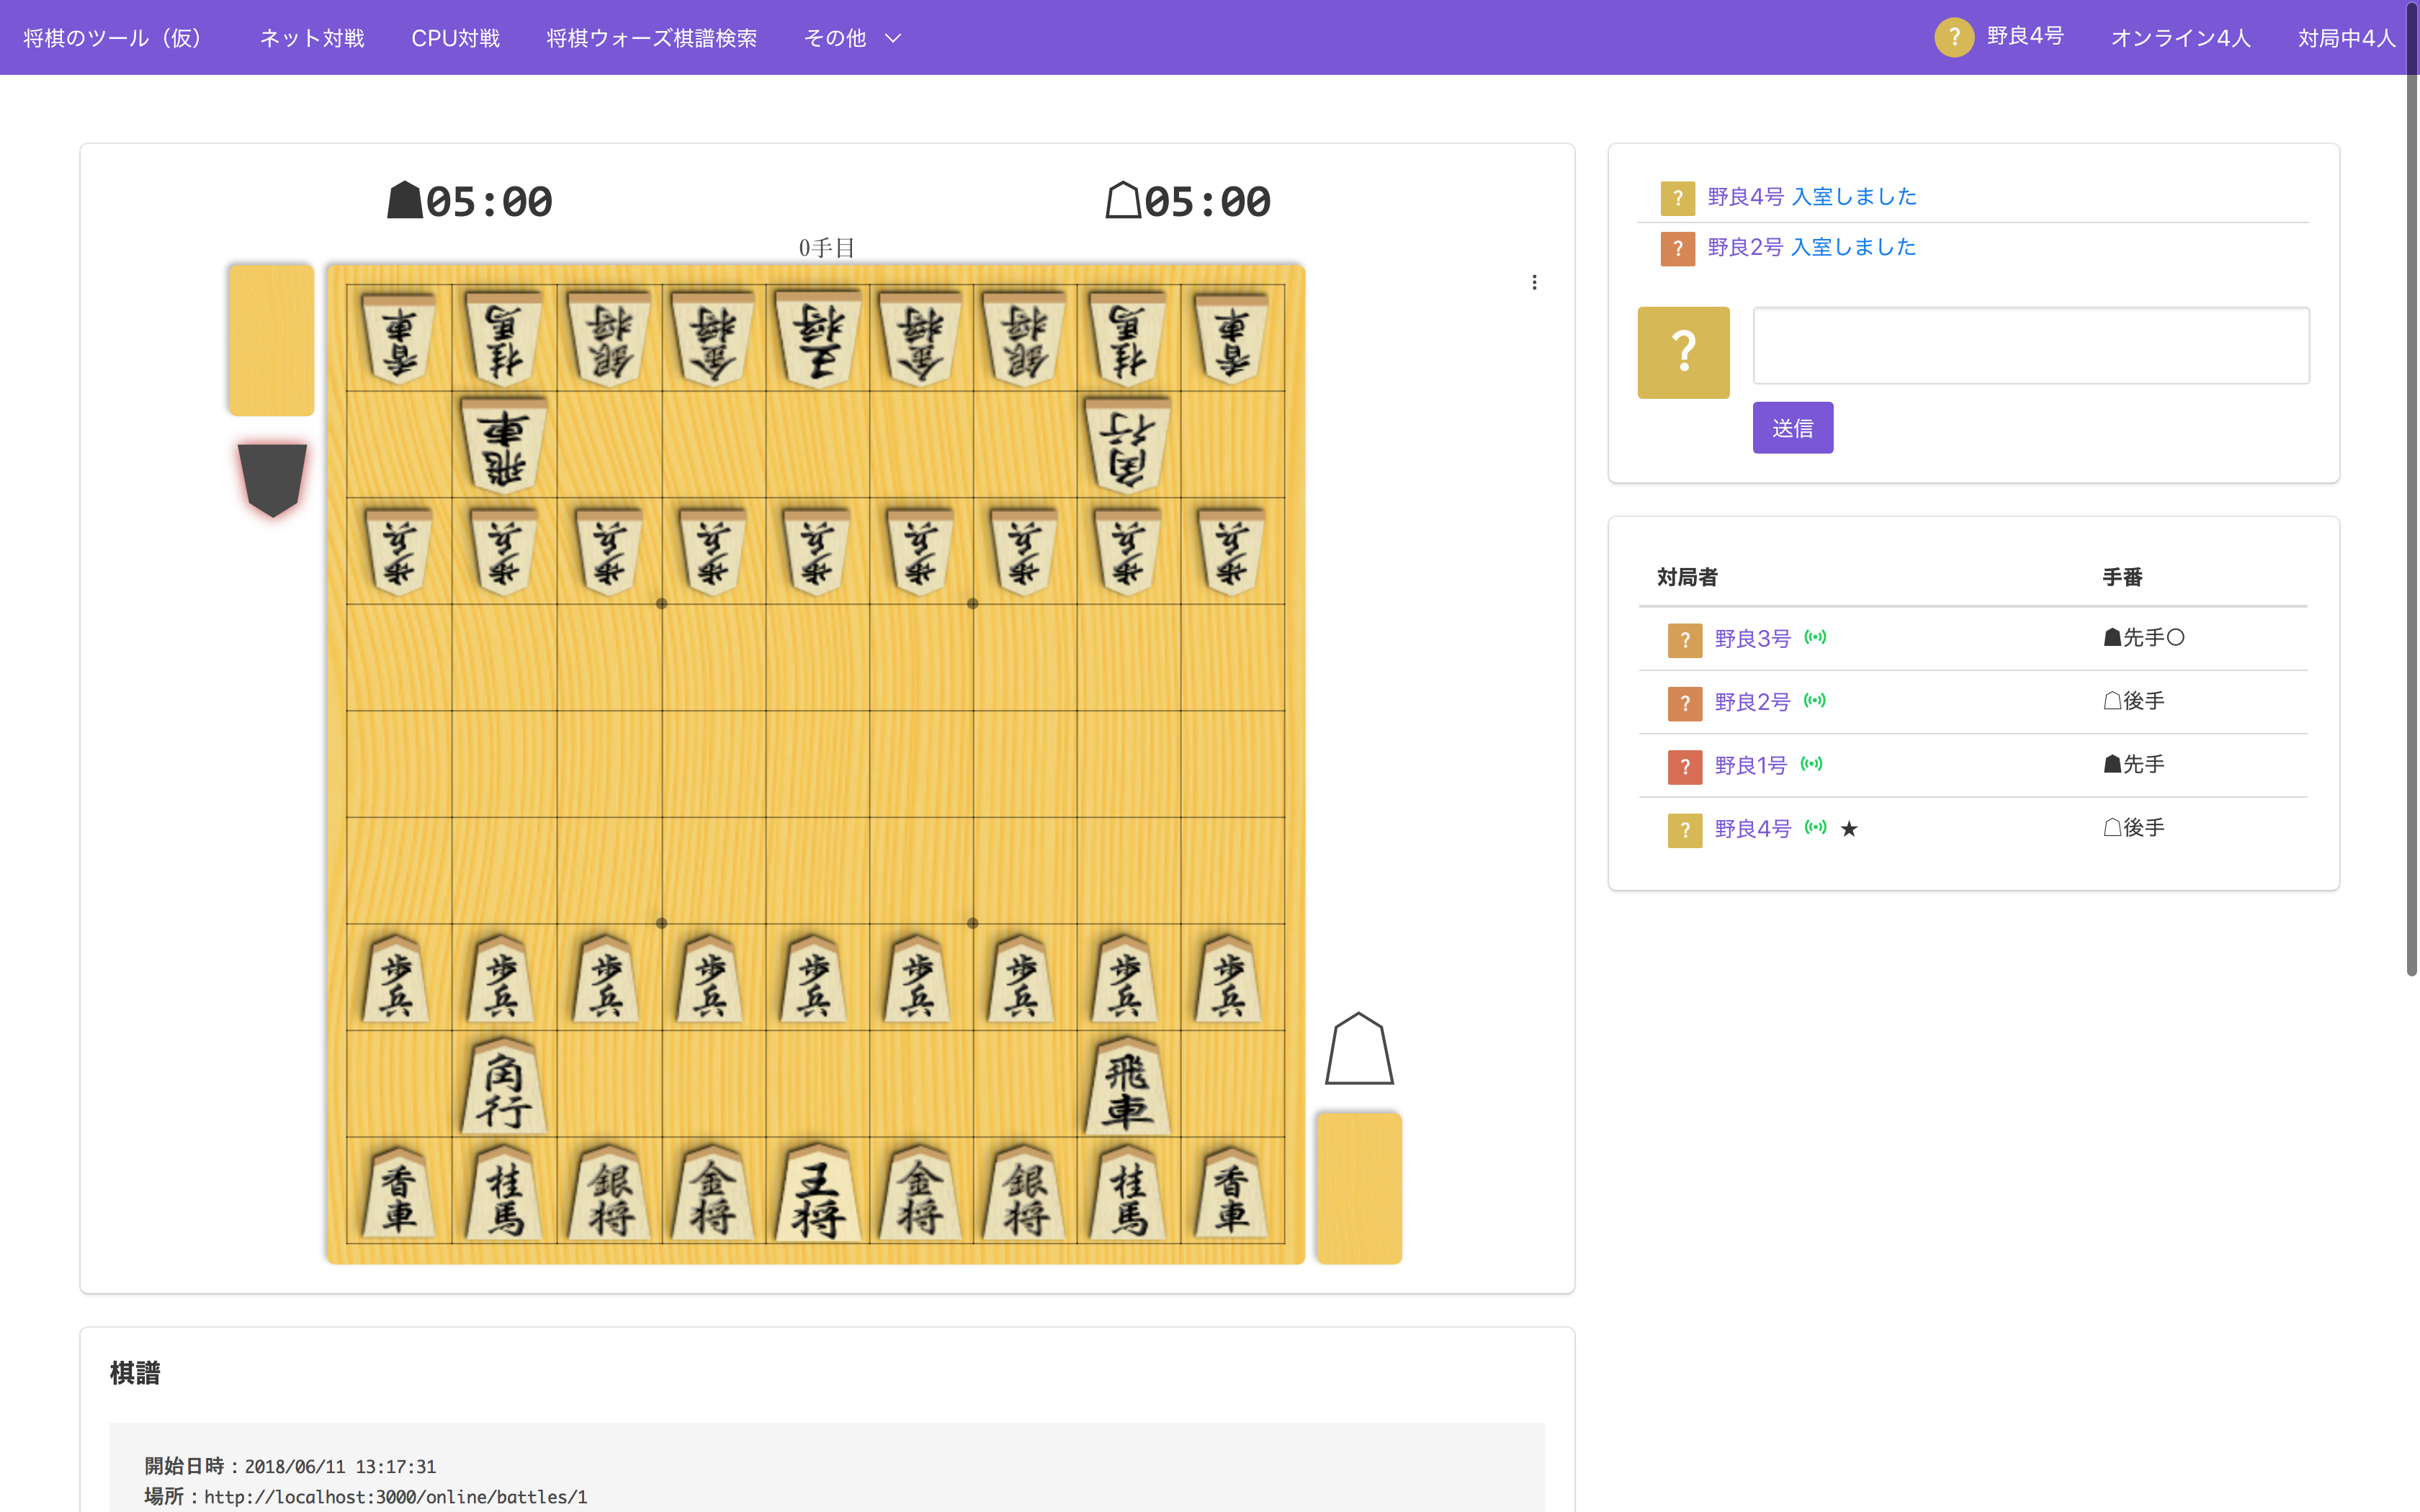 将棋のツール（仮） ネット対戦 CPU対戦 将棋ウォーズ棋譜検索 その他 ? 野良4号 オンライン4人 対局中4人
☗05:00 ☖05:00
0手目
香車 桂馬 銀将 金将 王将 金将 銀将 桂馬 香車
飛車 角行
歩兵 歩兵 歩兵 歩兵 歩兵 歩兵 歩兵 歩兵 歩兵
歩兵 歩兵 歩兵 歩兵 歩兵 歩兵 歩兵 歩兵 歩兵
角行 飛車
香車 桂馬 銀将 金将 王将 金将 銀将 桂馬 香車
棋譜
開始日時：2018/06/11 13:17:31
場所：http://localhost:3000/online/battles/1
? 野良4号 入室しました
? 野良2号 入室しました
?
送信
対局者 手番
? 野良3号 ☗先手○
? 野良2号 ☖後手
? 野良1号 ☗先手
? 野良4号 ★ ☖後手